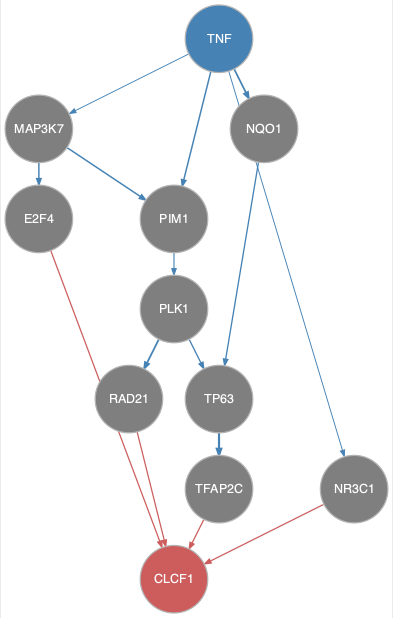 TNF
MAP3K7
NQO1
E2F4
PIM1
PLK1
RAD21
TP63
TFAP2C
NR3C1
CLCF1